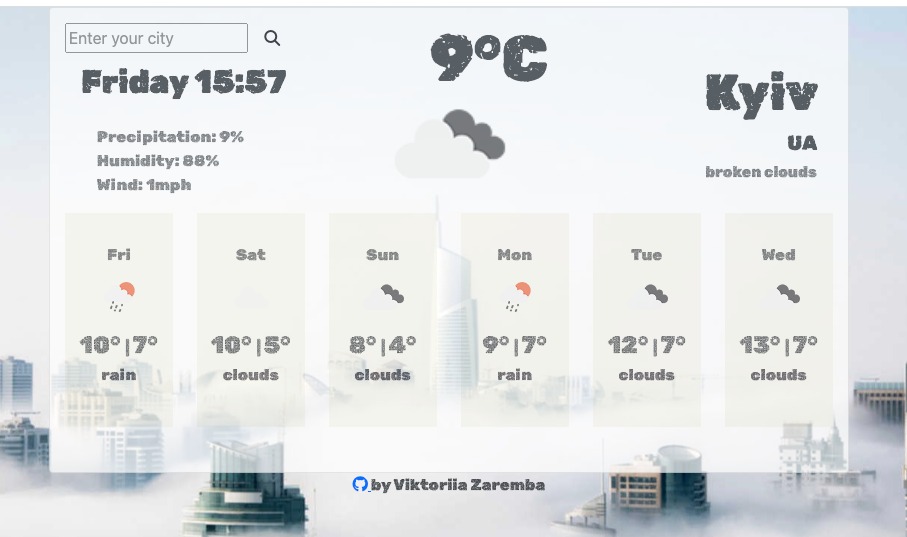 Enter your city
9°C
Friday 15:57
Kyiv
UA
broken clouds
Precipitation: 9%
Humidity: 88%
Wind: 1mph
Fri
10° | 7°
rain
Sat
10° | 5°
clouds
Sun
8° | 4°
clouds
Mon
9° | 7°
rain
Tue
12° | 7°
clouds
Wed
13° | 7°
clouds
by Viktoriia Zaremba